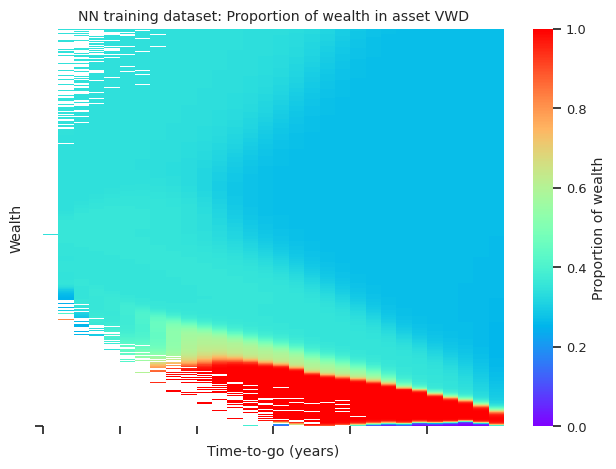 NN training dataset: Proportion of wealth in asset VWD
Wealth
Time-to-go (years)
1.0
0.8
0.6
0.4
0.2
0.0
Proportion of wealth